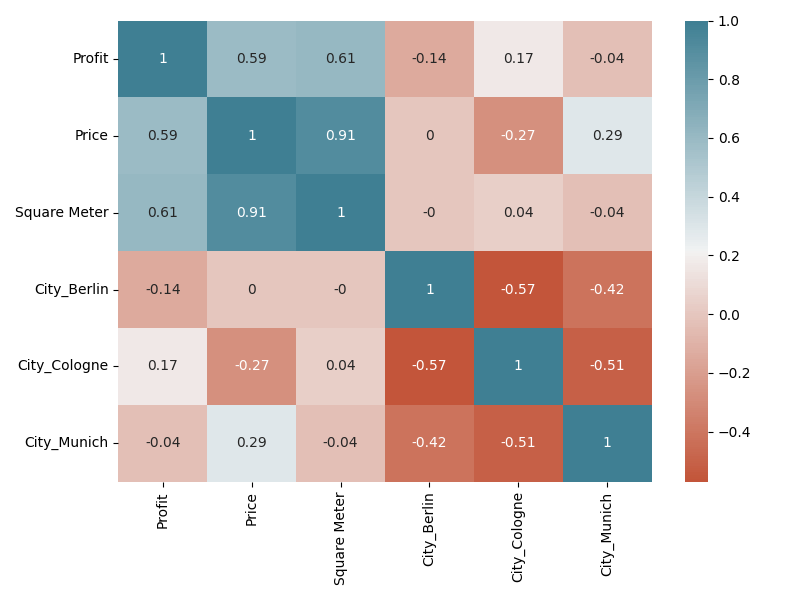 Profit 1 0.59 0.61 -0.14 0.17 -0.04
Price 0.59 1 0.91 0 -0.27 0.29
Square Meter 0.61 0.91 1 -0 0.04 -0.04
City_Berlin -0.14 0 -0 1 -0.57 -0.42
City_Cologne 0.17 -0.27 0.04 -0.57 1 -0.51
City_Munich -0.04 0.29 -0.04 -0.42 -0.51 1
Profit
Price
Square Meter
City_Berlin
City_Cologne
City_Munich
1.0
0.8
0.6
0.4
0.2
0.0
−0.2
−0.4